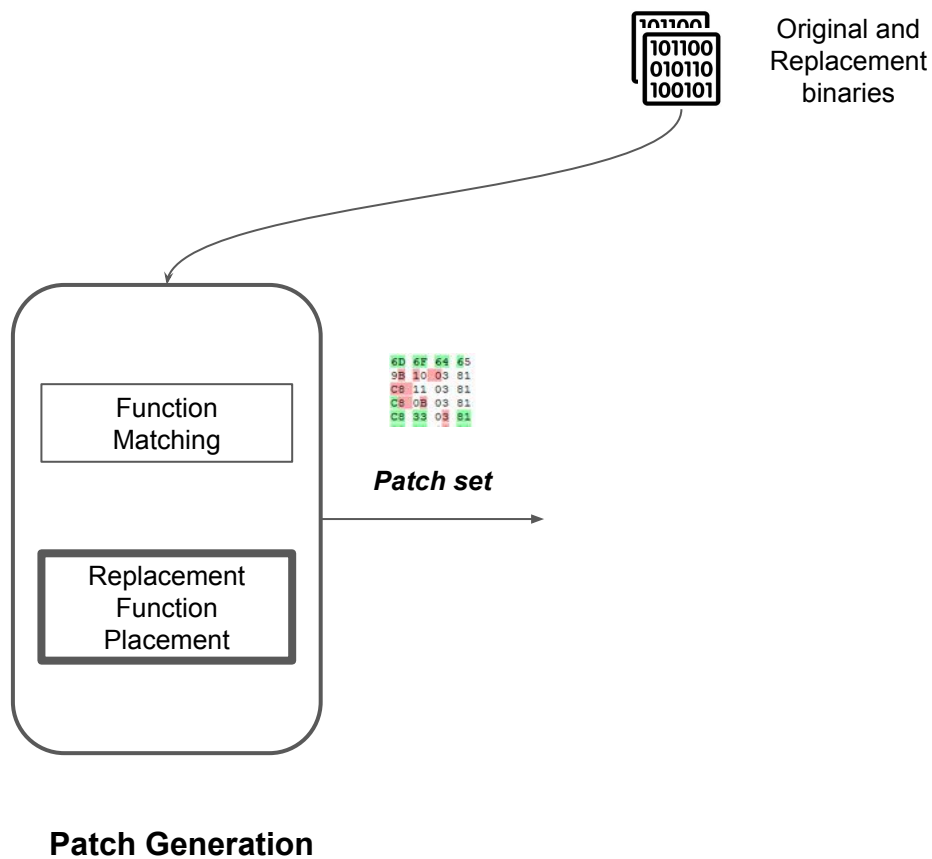 101100
101100
010110
100101
Original and
Replacement
binaries
6D 6F 64 65
9B 10 03 81
C8 11 03 81
C8 0B 03 81
C8 33 03 81
Function
Matching
Patch set
Replacement
Function
Placement
Patch Generation